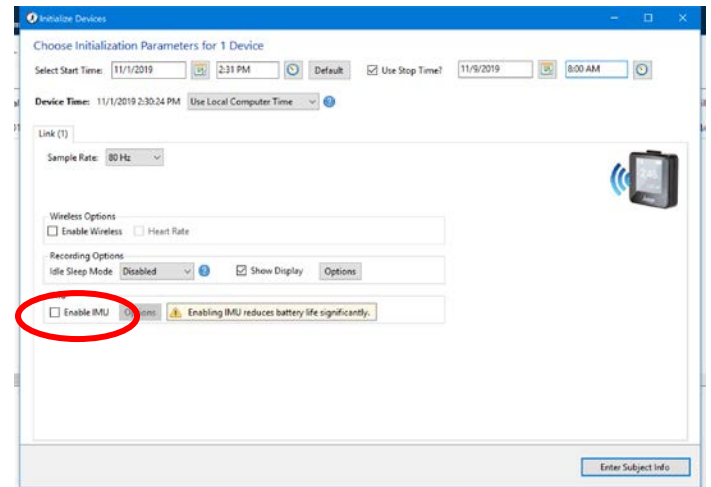 Initialize Devices
Choose Initialization Parameters for 1 Device
Select Start Time: 11/1/2019 2:31 PM Default Use Stop Time? 11/9/2019 8:00 AM
Device Time: 11/1/2019 2:30:24 PM Use Local Computer Time
Link (1)
Sample Rate: 80 Hz
Wireless Options
Enable Wireless Heart Rate
Recording Options
Idle Sleep Mode Disabled Show Display Options
Enable IMU Options Enabling IMU reduces battery life significantly.
Enter Subject Info